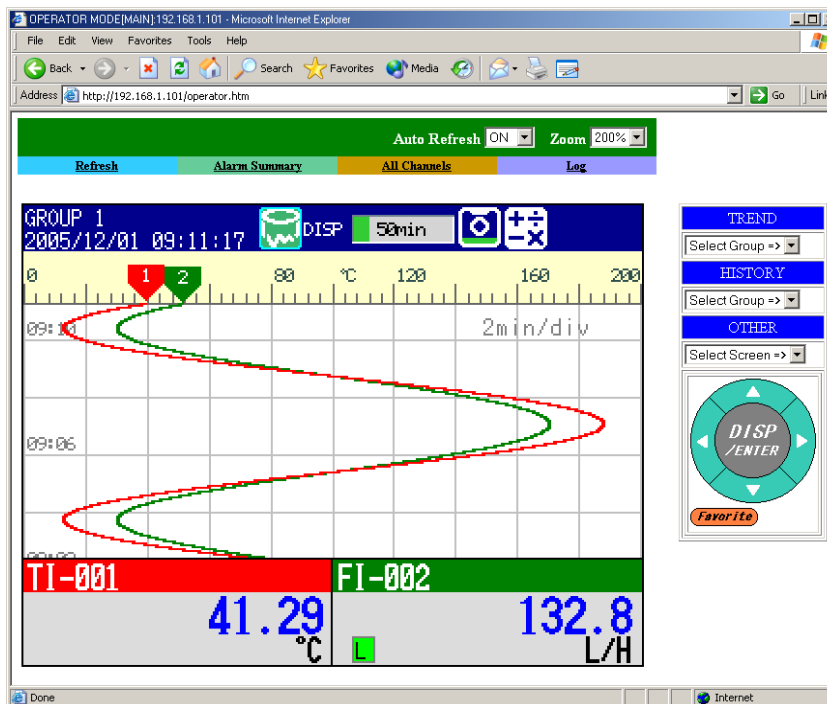 OPERATOR MODE[MAIN]:192.168.1.101 - Microsoft Internet Explorer
File Edit View Favorites Tools Help
Back Search Favorites Media
Address http://192.168.1.101/operator.htm Go Link
Auto Refresh ON Zoom 200%
Refresh Alarm Summary All Channels Log
GROUP 1
2005/12/01 09:11:17 DISP 50min
0 1 2 80 °C 120 160 200
09:10 2min/div
09:06
TI-001 FI-002
41.29 132.8
°C L L/H
TREND
Select Group =>
HISTORY
Select Group =>
OTHER
Select Screen =>
DISP
/ENTER
Favorite
Done Internet